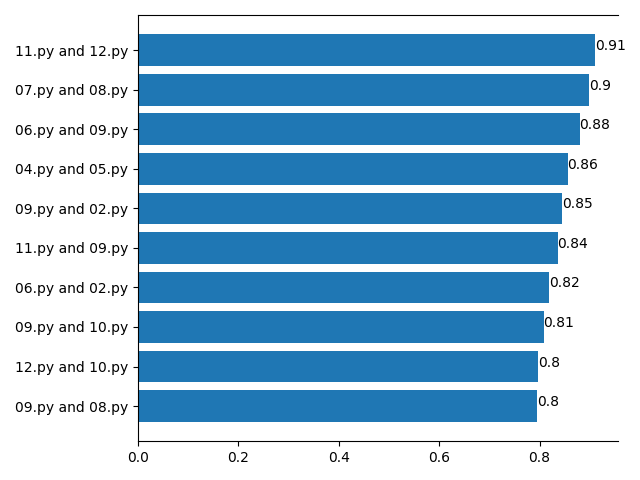 11.py and 12.py 0.91
07.py and 08.py 0.9
06.py and 09.py 0.88
04.py and 05.py 0.86
09.py and 02.py 0.85
11.py and 09.py 0.84
06.py and 02.py 0.82
09.py and 10.py 0.81
12.py and 10.py 0.8
09.py and 08.py 0.8
0.0 0.2 0.4 0.6 0.8